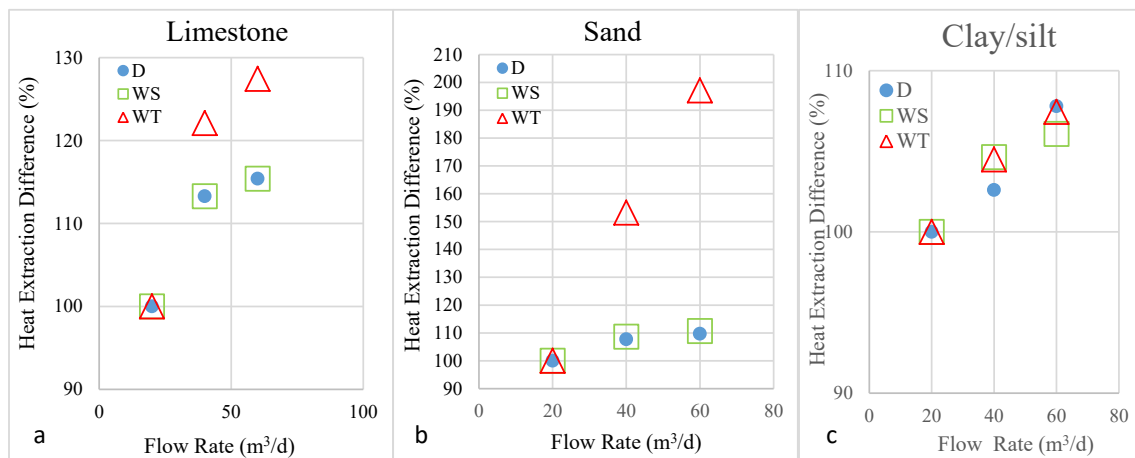 Limestone
Heat Extraction Difference (%)
130
120
110
100
90
D
WS
WT
0
50
100
a
Flow Rate (m³/d)
Sand
Heat Extraction Difference (%)
210
200
190
180
170
160
150
140
130
120
110
100
90
D
WS
WT
0
20
40
60
80
b
Flow Rate (m³/d)
Clay/silt
Heat Extraction Difference (%)
110
100
90
D
WS
WT
0
20
40
60
80
c
Flow Rate (m³/d)